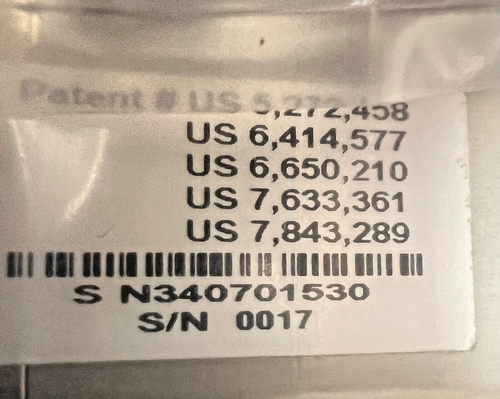 Patent # US 5,272,458
US 6,414,577
US 6,650,210
US 7,633,361
US 7,843,289
S N340701530
S/N 0017